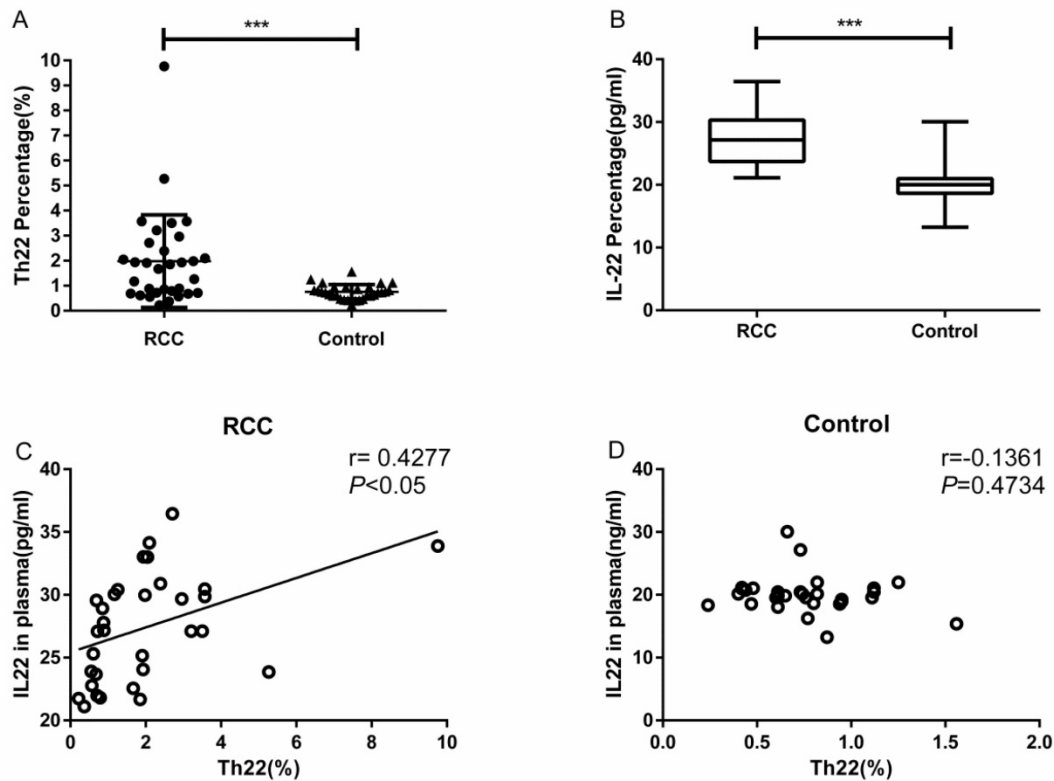 A
***
Th22 Percentage(%)
10
9
8
7
6
5
4
3
2
1
0
RCC
Control
B
***
IL-22 Percentage(pg/ml)
40
30
20
10
0
RCC
Control
RCC
C
r= 0.4277
P<0.05
IL22 in plasma(pg/ml)
40
35
30
25
20
0
2
4
6
8
10
Th22(%)
Control
D
r=-0.1361
P=0.4734
IL22 in plasma(ng/ml)
40
30
20
10
0
0.0
0.5
1.0
1.5
2.0
Th22(%)